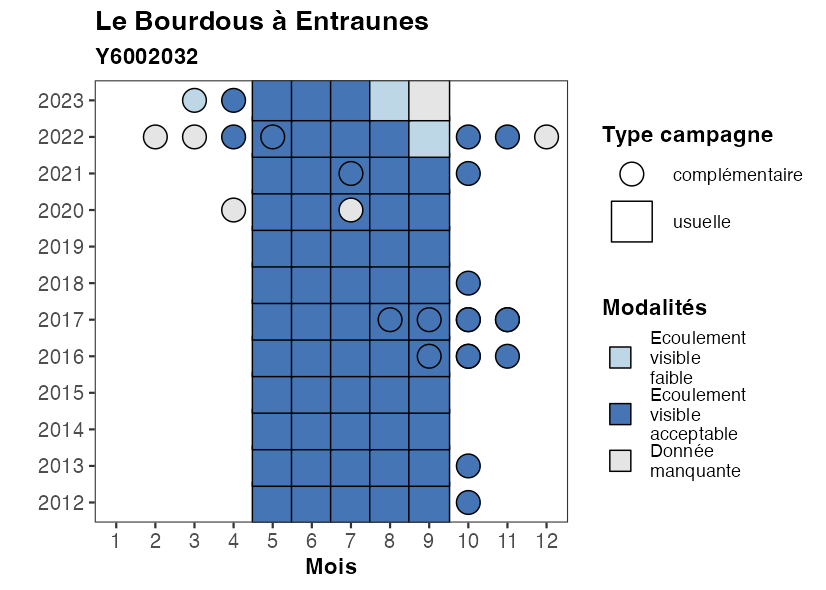 Le Bourdous à Entraunes
Y6002032
2023
2022
2021
2020
2019
2018
2017
2016
2015
2014
2013
2012
1 2 3 4 5 6 7 8 9 10 11 12
Mois
Type campagne
complémentaire
usuelle
Modalités
Ecoulement
visible
faible
Ecoulement
visible
acceptable
Donnée
manquante